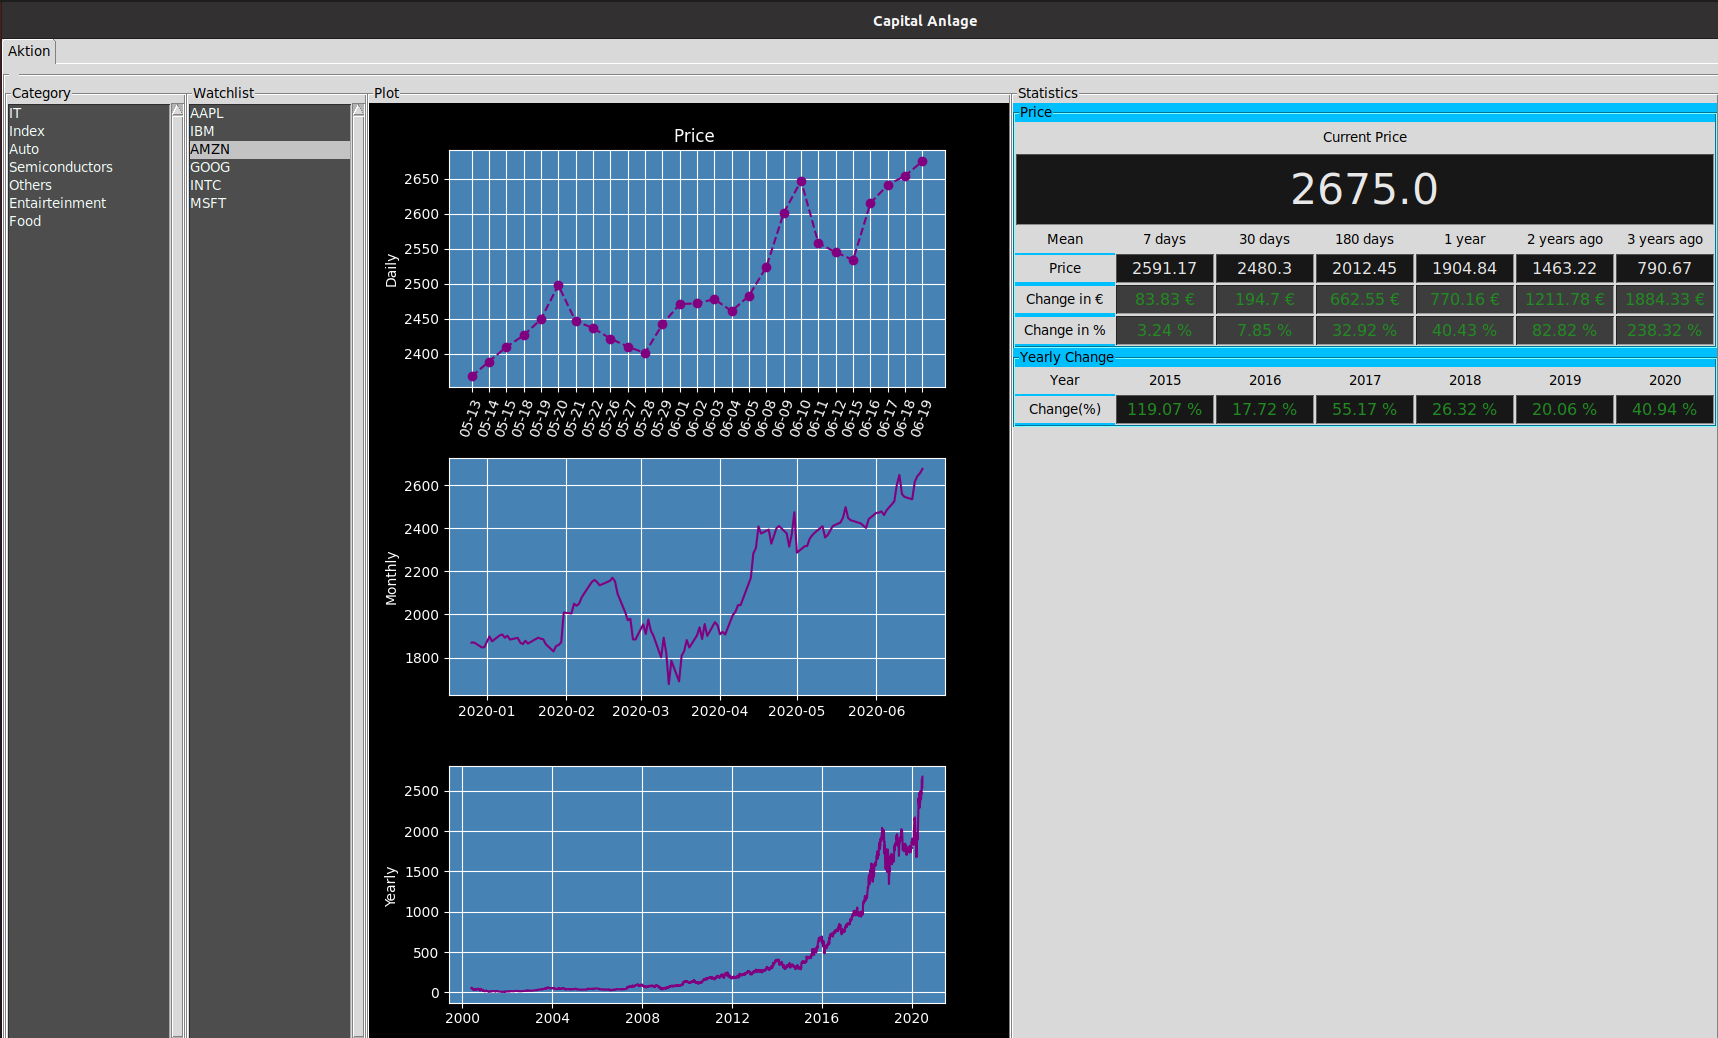 Capital Anlage
Aktion
Category
IT
Index
Auto
Semiconductors
Others
Entairteinment
Food
Watchlist
AAPL
IBM
AMZN
GOOG
INTC
MSFT
Plot
Price
Daily
2650
2600
2550
2500
2450
2400
05-13 05-14 05-15 05-18 05-19 05-20 05-21 05-22 05-26 05-27 05-28 05-29 06-01 06-02 06-03 06-04 06-05 06-08 06-09 06-10 06-11 06-12 06-15 06-16 06-17 06-18 06-19
Monthly
2600
2400
2200
2000
1800
2020-01 2020-02 2020-03 2020-04 2020-05 2020-06
Yearly
2500
2000
1500
1000
500
0
2000 2004 2008 2012 2016 2020
Statistics
Price
Current Price
2675.0
Mean 7 days 30 days 180 days 1 year 2 years ago 3 years ago
Price 2591.17 2480.3 2012.45 1904.84 1463.22 790.67
Change in € 83.83 € 194.7 € 662.55 € 770.16 € 1211.78 € 1884.33 €
Change in % 3.24 % 7.85 % 32.92 % 40.43 % 82.82 % 238.32 %
Yearly Change
Year 2015 2016 2017 2018 2019 2020
Change(%) 119.07 % 17.72 % 55.17 % 26.32 % 20.06 % 40.94 %